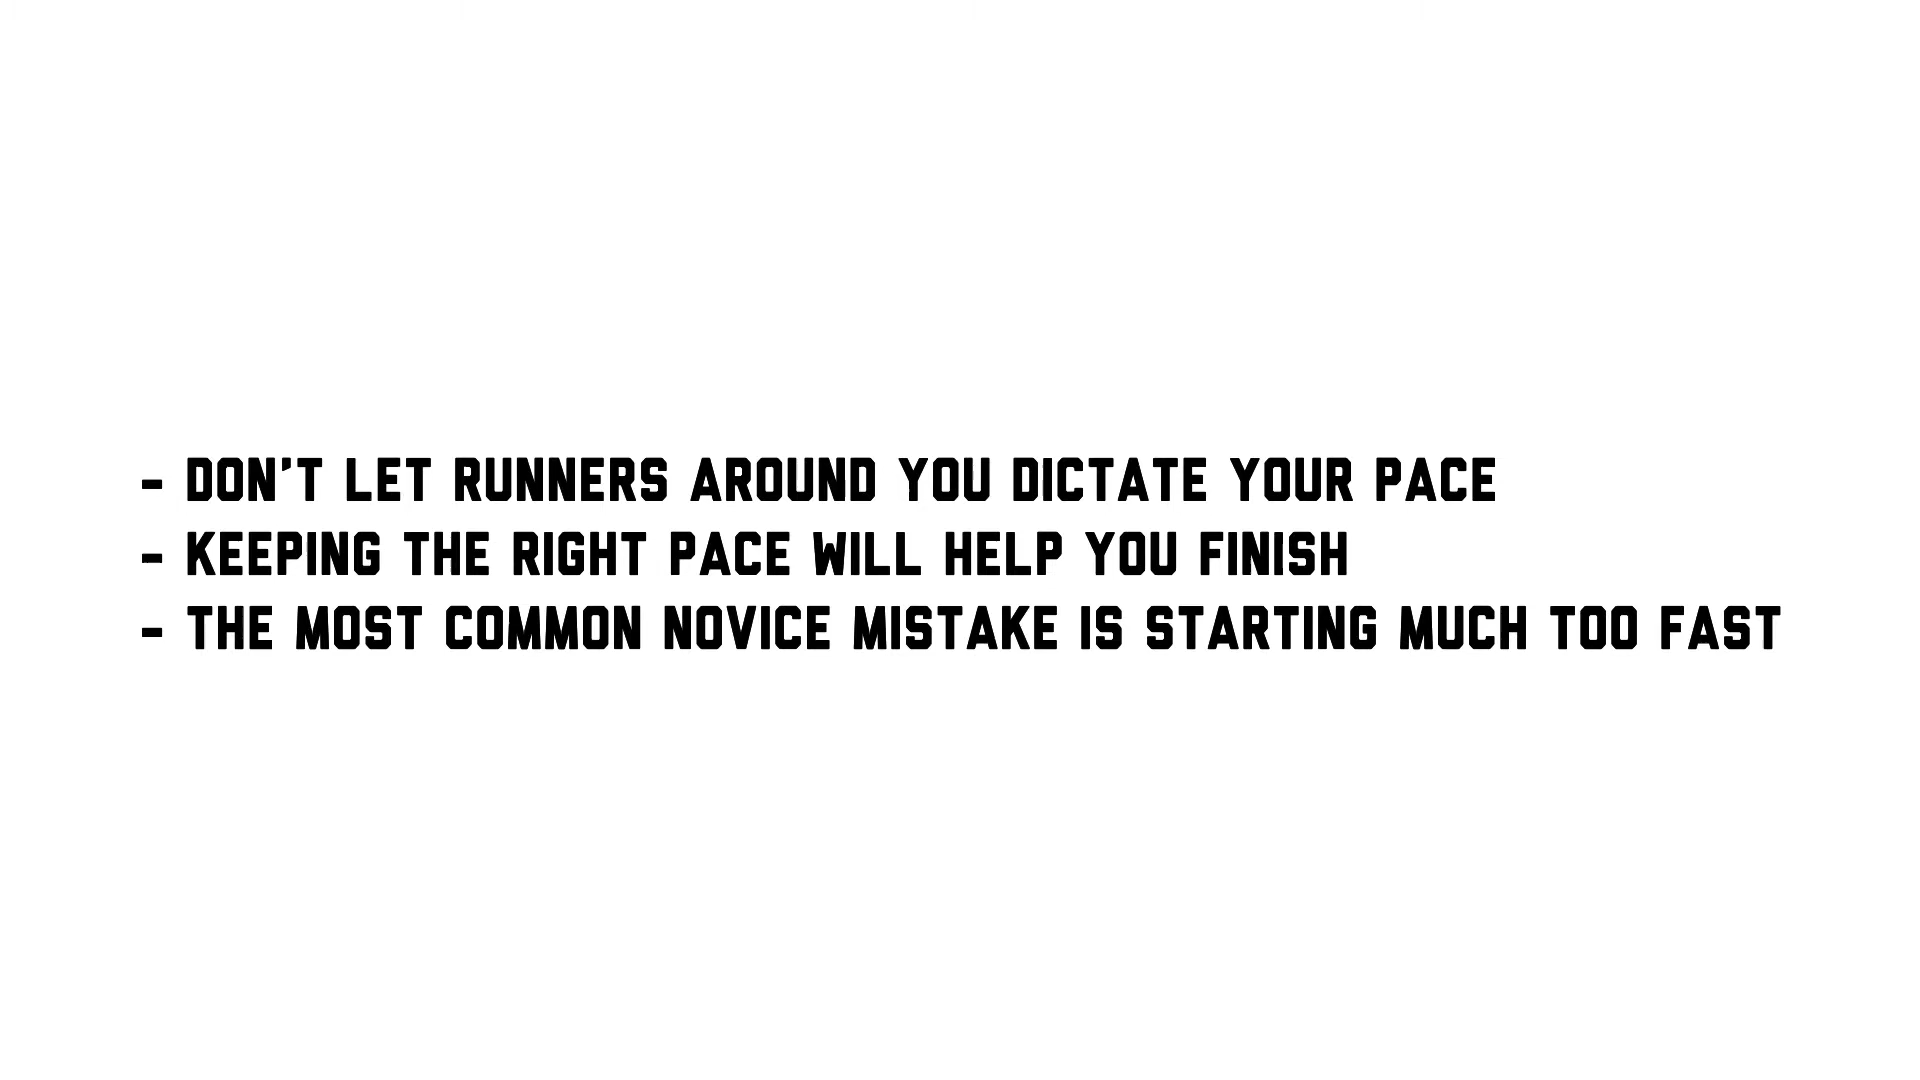 - DON'T LET RUNNERS AROUND YOU DICTATE YOUR PACE
- KEEPING THE RIGHT PACE WILL HELP YOU FINISH
- THE MOST COMMON NOVICE MISTAKE IS STARTING MUCH TOO FAST